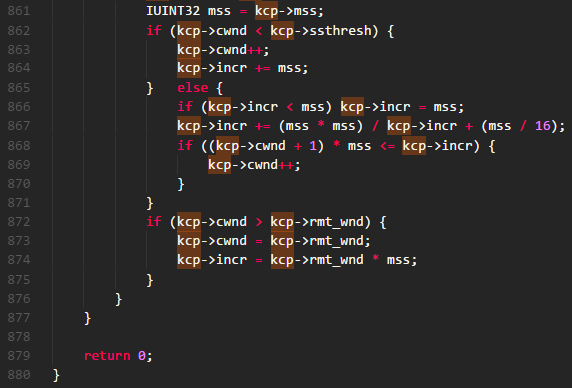 861 IUINT32 mss = kcp->mss;
862 if (kcp->cwnd < kcp->ssthresh) {
863 kcp->cwnd++;
864 kcp->incr += mss;
865 } else {
866 if (kcp->incr < mss) kcp->incr = mss;
867 kcp->incr += (mss * mss) / kcp->incr + (mss / 16);
868 if ((kcp->cwnd + 1) * mss <= kcp->incr) {
869 kcp->cwnd++;
870 }
871 }
872 if (kcp->cwnd > kcp->rmt_wnd) {
873 kcp->cwnd = kcp->rmt_wnd;
874 kcp->incr = kcp->rmt_wnd * mss;
875 }
876 }
877 }
878
879 return 0;
880 }